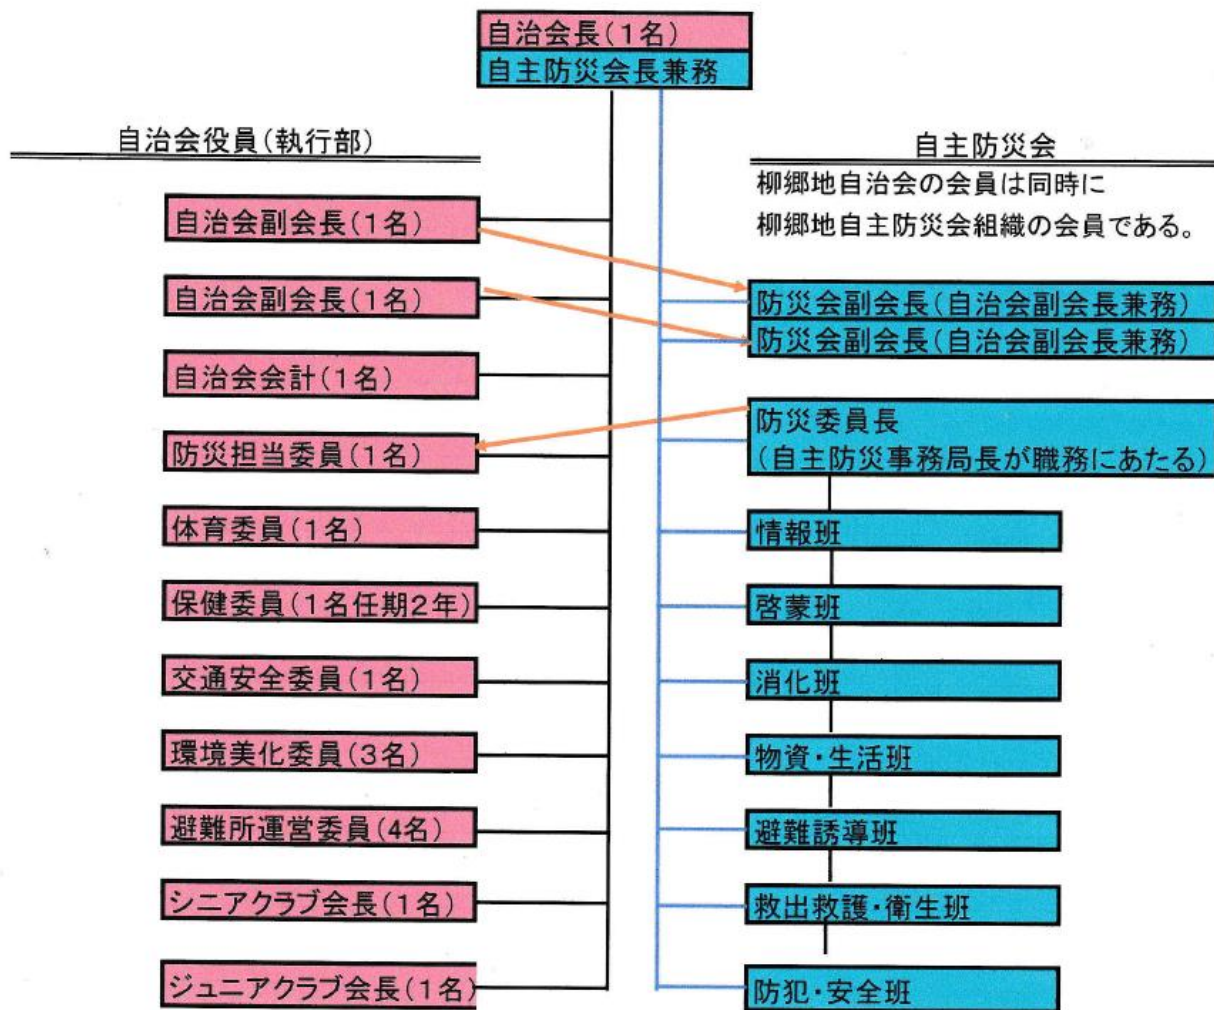 自治会長(1名)
自主防災会長兼務
自治会役員(執行部)
自治会副会長(1名)
自治会副会長(1名)
自治会会計(1名)
防災担当委員(1名)
体育委員(1名)
保健委員(1名任期2年)
交通安全委員(1名)
環境美化委員(3名)
避難所運営委員(4名)
シニアクラブ会長(1名)
ジュニアクラブ会長(1名)
自主防災会
柳郷地自治会の会員は同時に
柳郷地自主防災会組織の会員である。
防災会副会長(自治会副会長兼務)
防災会副会長(自治会副会長兼務)
防災委員長
(自主防災事務局長が職務にあたる)
情報班
啓蒙班
消化班
物資・生活班
避難誘導班
救出救護・衛生班
防犯・安全班